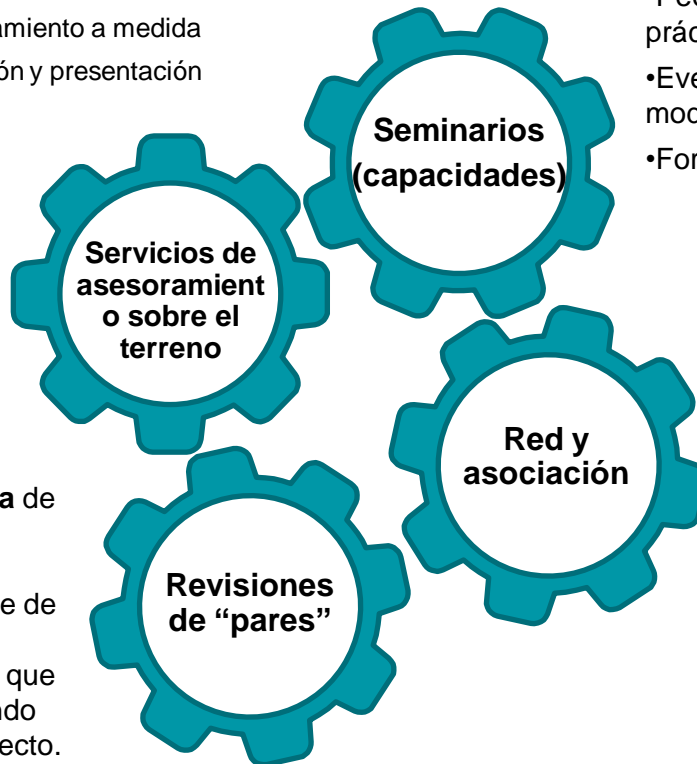 amiento a medida
ón y presentación
prác
•Eve
mod
•For
Seminarios
(capacidades)
Servicios de
asesoramient
o sobre el
terreno
Red y
asociación
a de
e de
que
ndo
ecto.
Revisiones
de “pares”